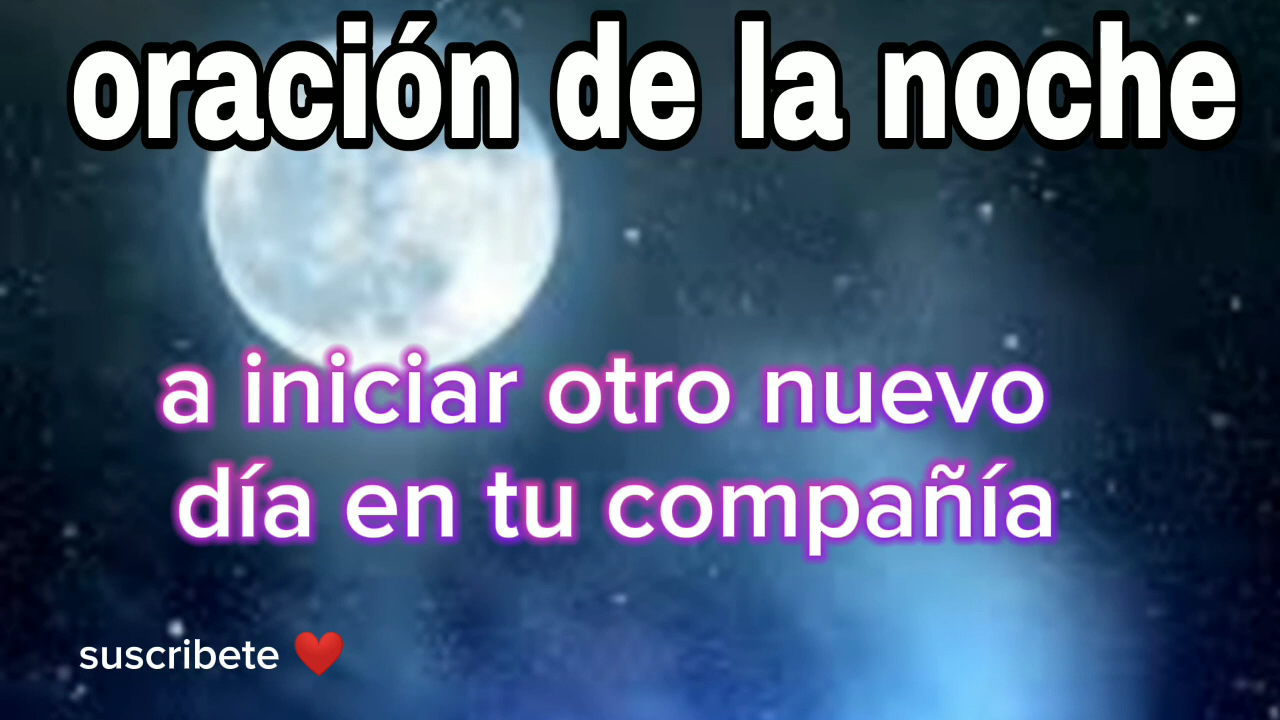 oración de la noche
a iniciar otro nuevo
día en tu compañía
suscribete ❤️